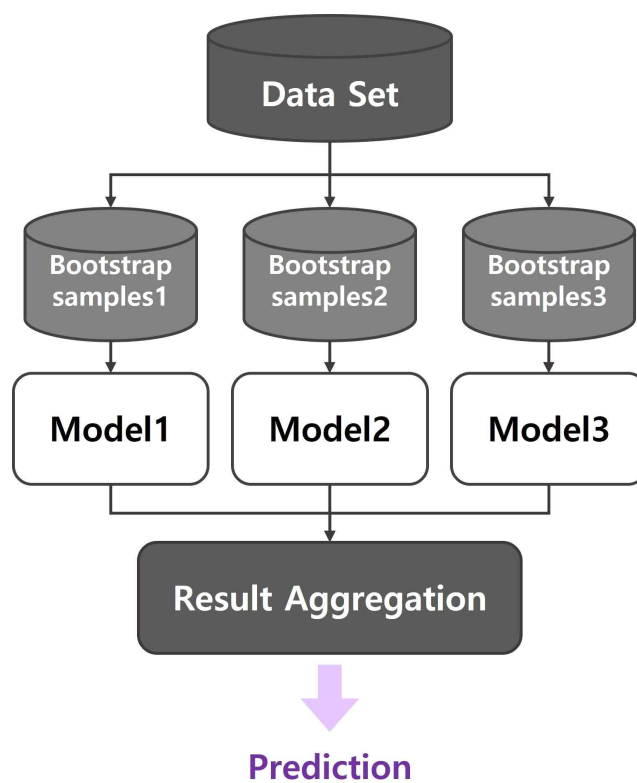 Data Set
Bootstrap
samples1
Bootstrap
samples2
Bootstrap
samples3
Model1
Model2
Model3
Result Aggregation
Prediction